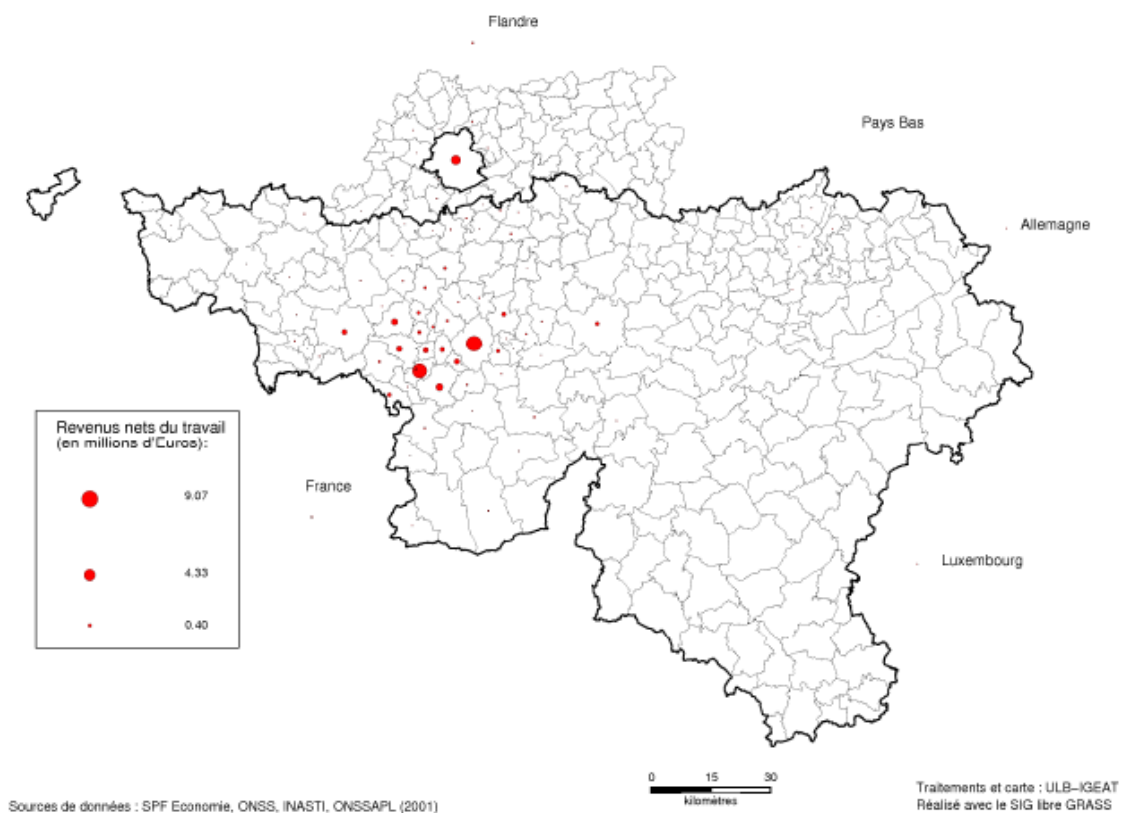 Flandre
Pays Bas
Allemagne
Revenus nets du travail
(en millions d'Euros):
9.07
4.33
0.40
France
Luxembourg
0 15 30
kilomètres
Sources de données : SPF Economie, ONSS, INASTI, ONSSAPL (2001)
Traitements et carte : ULB-IGEAT
Réalisé avec le SIG libre GRASS